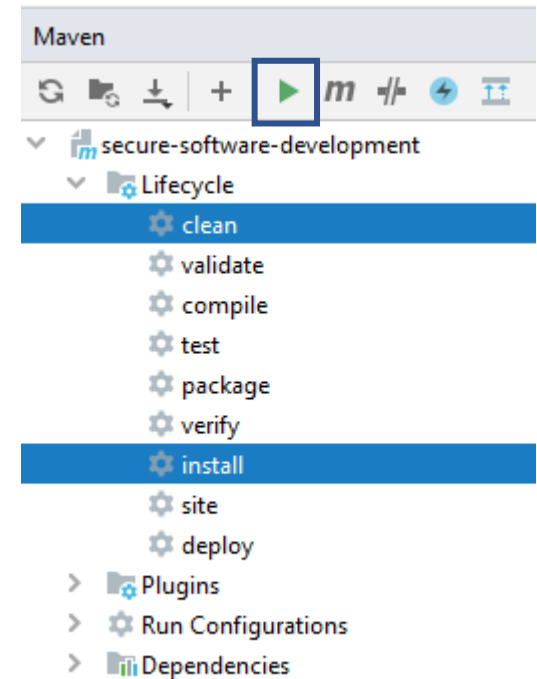 Maven
m
secure-software-development
Lifecycle
clean
validate
compile
test
package
verify
install
site
deploy
Plugins
Run Configurations
Dependencies